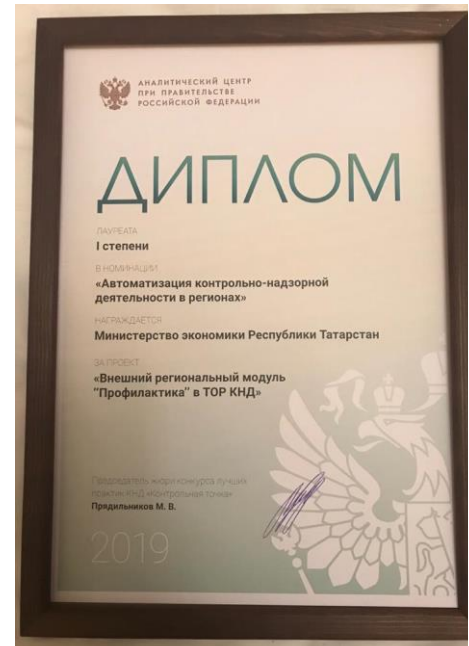 АНАЛИТИЧЕСКИЙ ЦЕНТР
ПРИ ПРАВИТЕЛЬСТВЕ
РОССИЙСКОЙ ФЕДЕРАЦИИ
ДИПЛОМ
ЛАУРЕАТА
I степени
В НОМИНАЦИИ
«Автоматизация контрольно-надзорной
деятельности в регионах»
НАГРАЖДАЕТСЯ
Министерство экономики Республики Татарстан
ЗА ПРОЕКТ
«Внешний региональный модуль
"Профилактика" в ТОР КНД»
Председатель жюри конкурса лучших
практик КНД «Контрольная точка»
Прядильников М. В.
2019